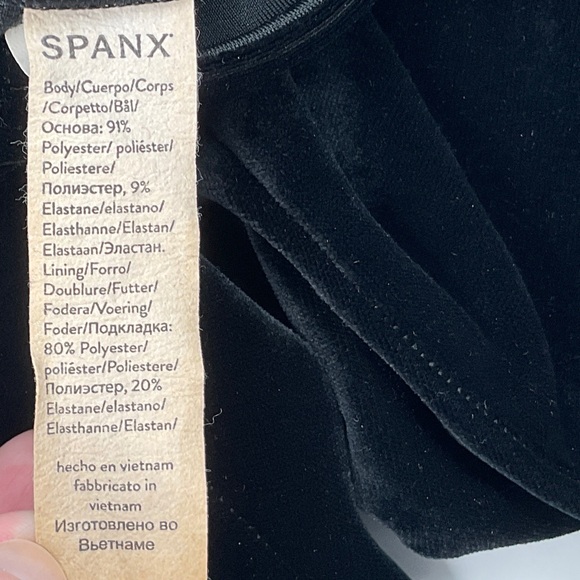 SPANX
Body/Cuerpo/Corps
/Corpetto/Bål/
Основа: 91%
Polyester/ poliéster/
Poliestere/
Полиэстер, 9%
Elastane/elastano/
Elasthanne/Elastan/
Elastaan/Эластан.
Lining/Forro/
Doublure/Futter/
Fodera/Voering/
Foder/Подкладка:
80% Polyester/
poliéster/Poliestere/
Полиэстер, 20%
Elastane/elastano/
Elasthanne/Elastan/
hecho en vietnam
fabbricato in
vietnam
Изготовлено во
Вьетнаме